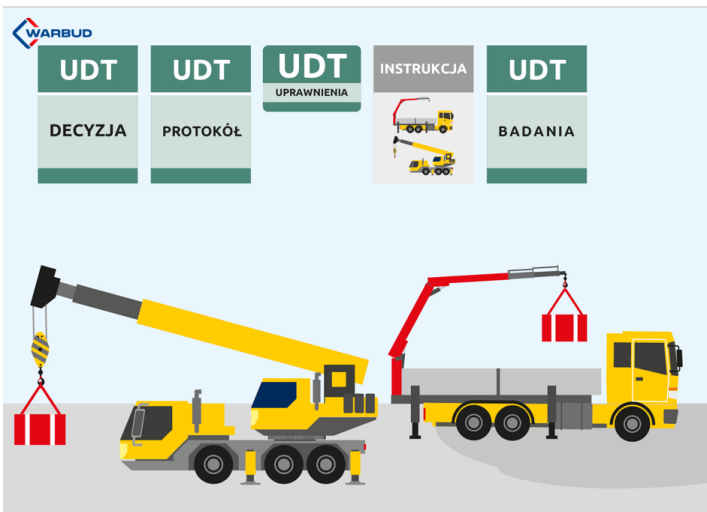 WARBUD
UDT
DECYZJA
UDT
PROTOKÓŁ
UDT
UPRAWNIENIA
INSTRUKCJA
UDT
BADANIA